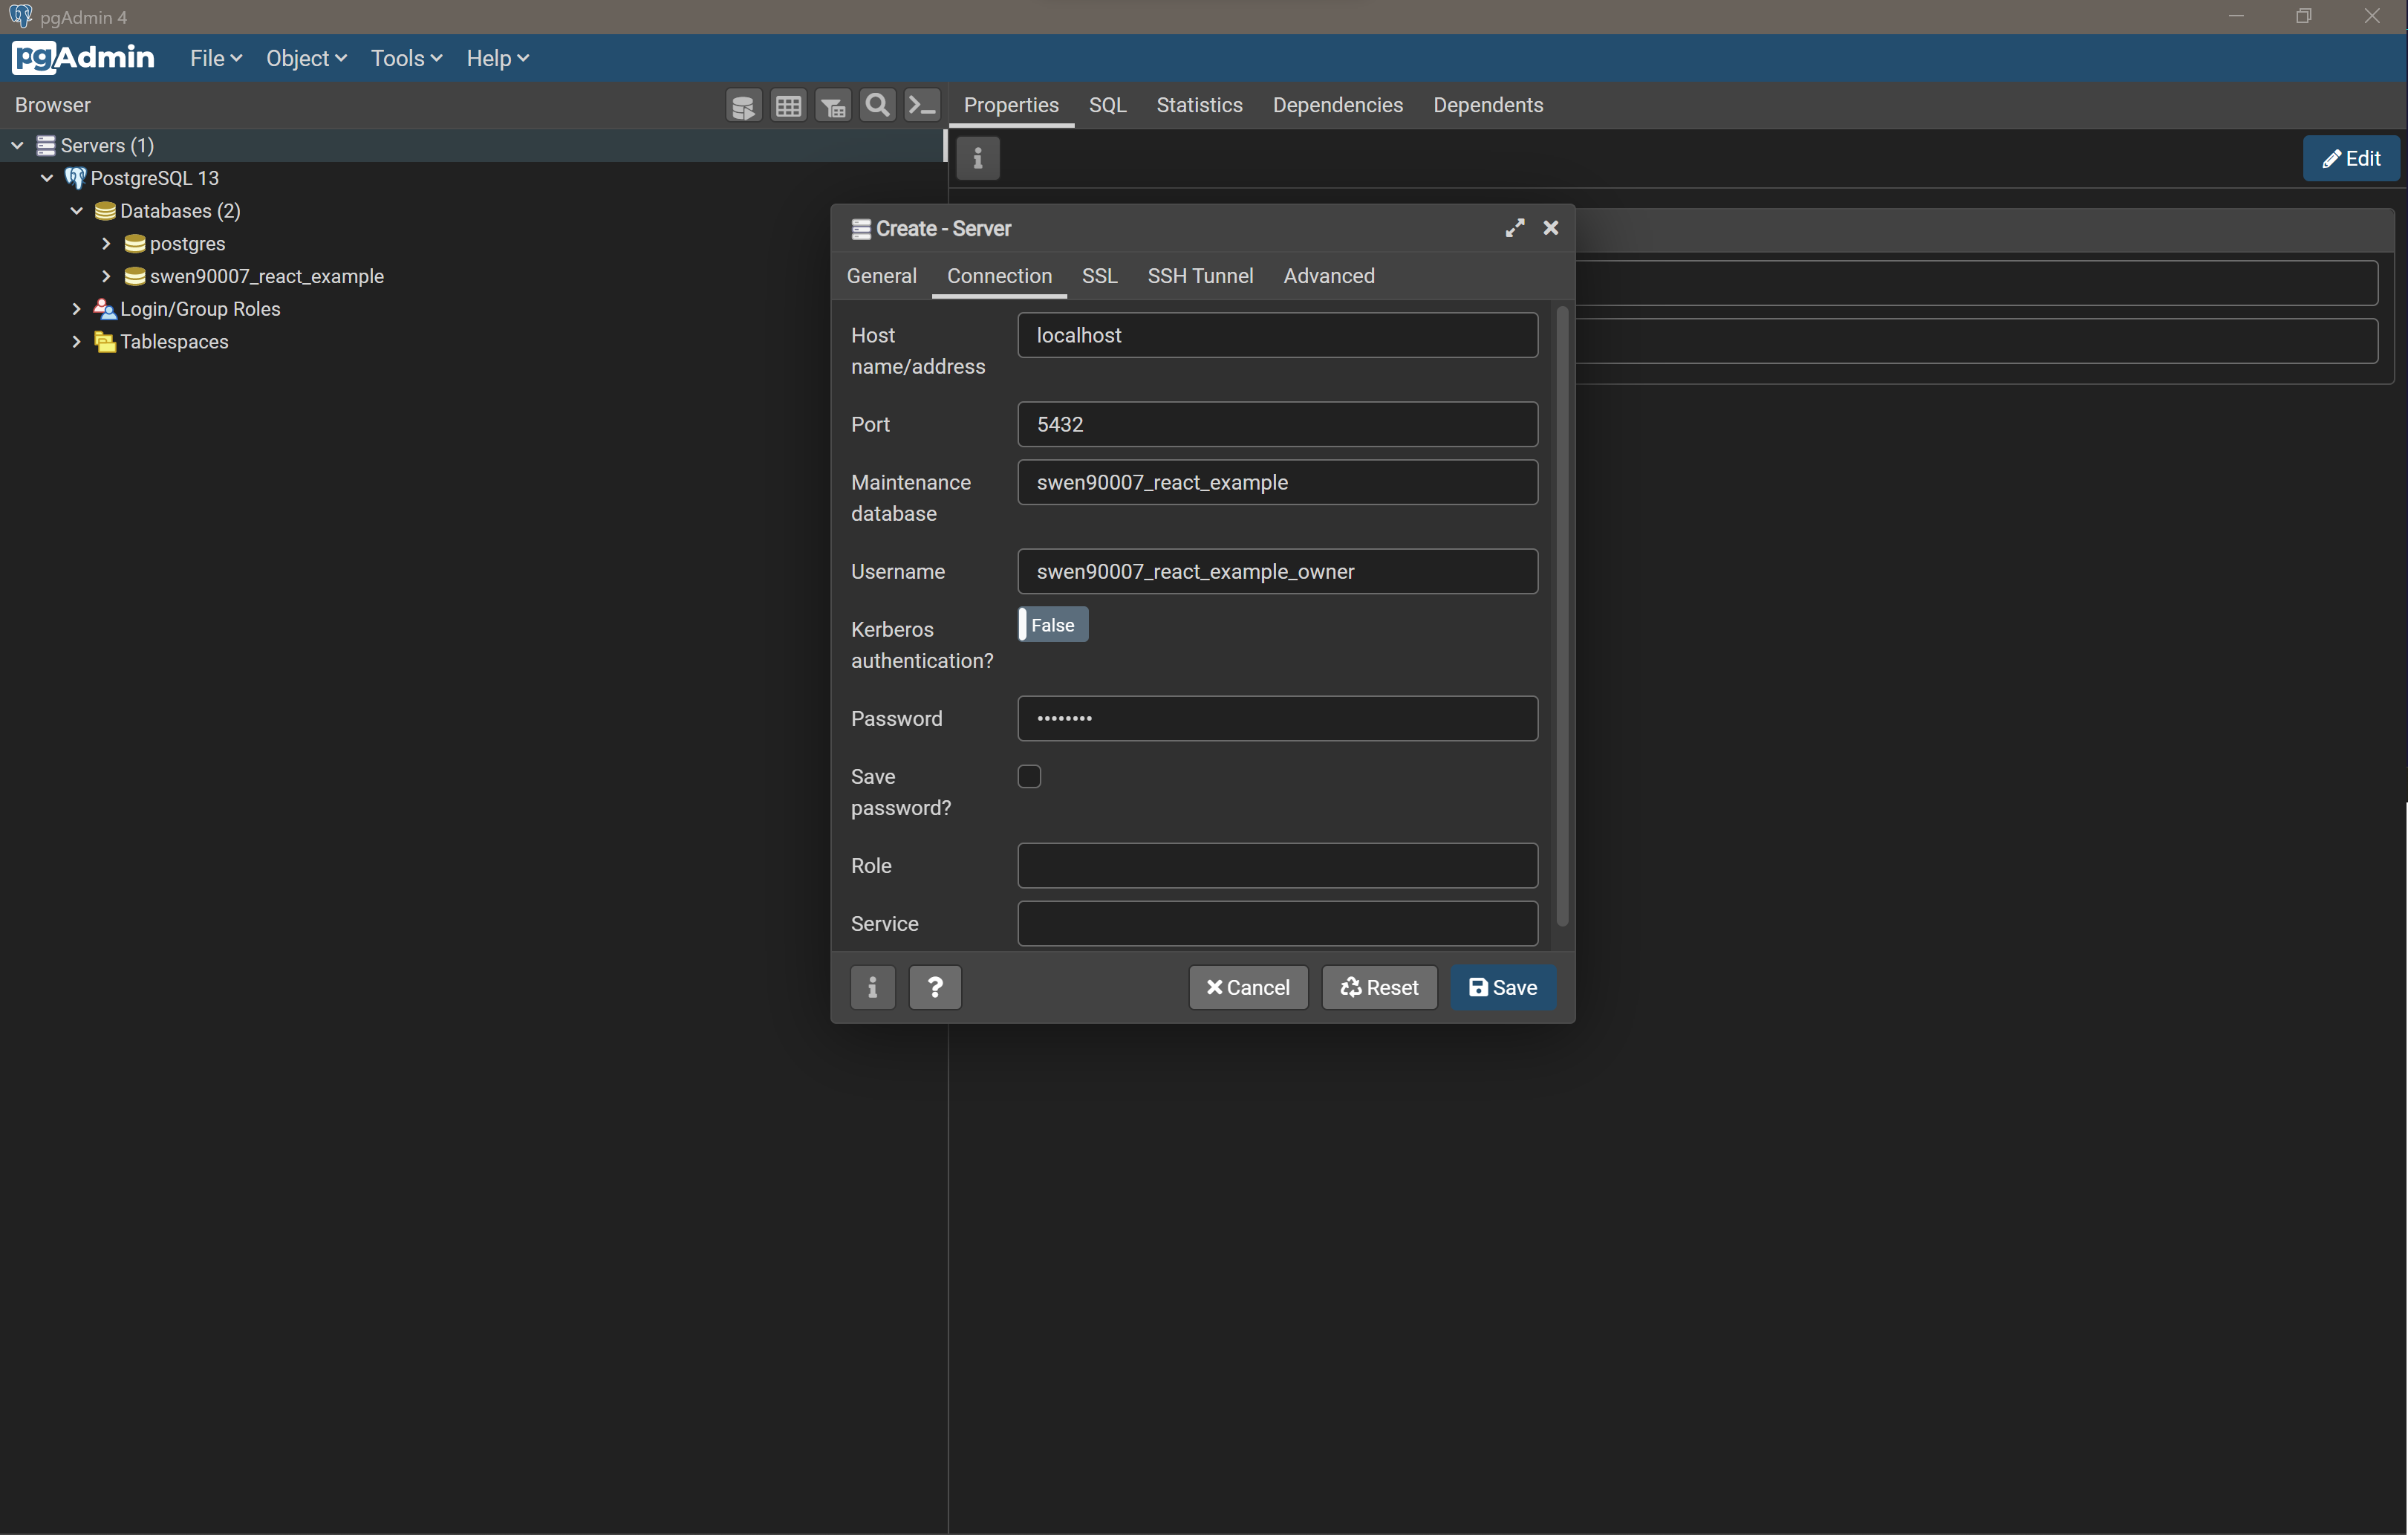 pgAdmin 4
pgAdmin File Object Tools Help
Browser
Properties SQL Statistics Dependencies Dependents
Servers (1)
Edit
PostgreSQL 13
Databases (2)
postgres
swen90007_react_example
Login/Group Roles
Tablespaces
Create - Server
General Connection SSL SSH Tunnel Advanced
Host
name/address
localhost
Port
5432
Maintenance
database
swen90007_react_example
Username
swen90007_react_example_owner
Kerberos
authentication?
False
Password
••••••••
Save
password?
Role
Service
i ? Cancel Reset Save